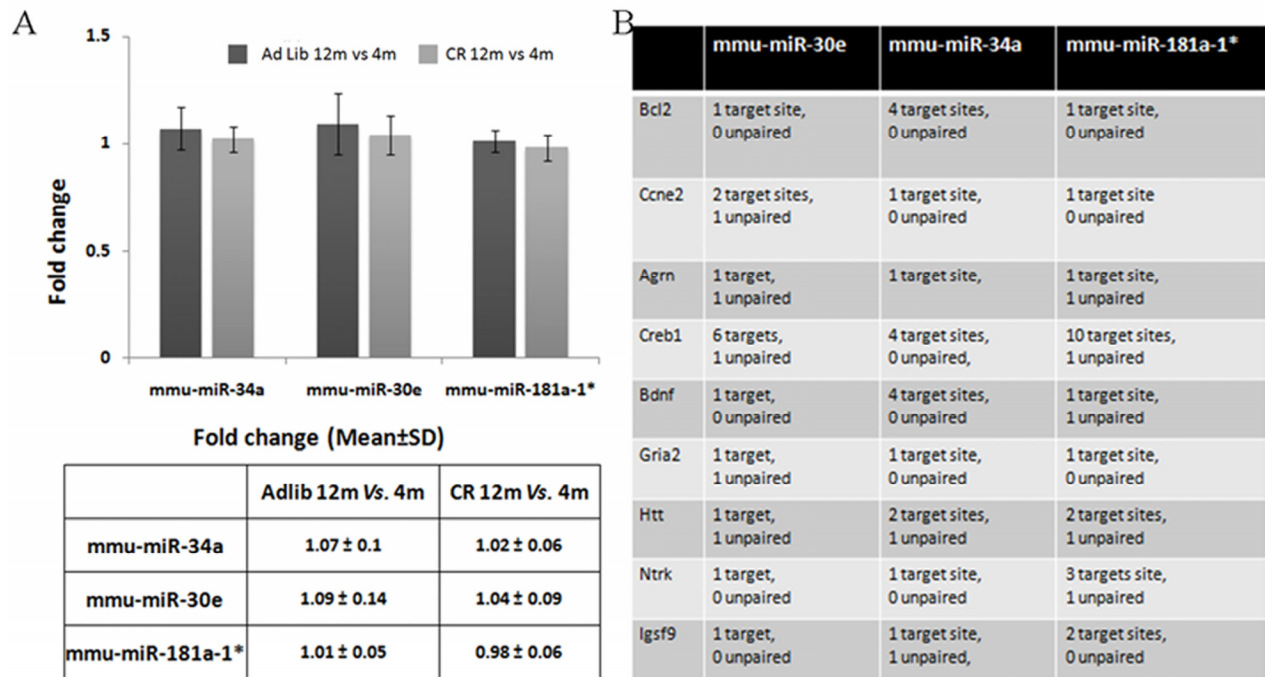 A
1.5
Ad Lib 12m vs 4m
CR 12m vs 4m
1
0.5
0
Fold change
mmu-miR-34a
mmu-miR-30e
mmu-miR-181a-1*
Fold change (Mean±SD)
Adlib 12m Vs. 4m
CR 12m Vs. 4m
mmu-miR-34a
1.07 ± 0.1
1.02 ± 0.06
mmu-miR-30e
1.09 ± 0.14
1.04 ± 0.09
mmu-miR-181a-1*
1.01 ± 0.05
0.98 ± 0.06
B
mmu-miR-30e
mmu-miR-34a
mmu-miR-181a-1*
Bcl2
1 target site,
0 unpaired
4 target sites,
0 unpaired
1 target site,
0 unpaired
Ccne2
2 target sites,
1 unpaired
1 target site,
0 unpaired
1 target site
0 unpaired
Agrn
1 target,
1 unpaired
1 target site,
1 target site,
1 unpaired
Creb1
6 targets,
1 unpaired
4 target sites,
0 unpaired,
10 target sites,
1 unpaired
Bdnf
1 target,
0 unpaired
4 target sites,
0 unpaired
1 target site,
1 unpaired
Gria2
1 target,
1 unpaired
1 target site,
0 unpaired
1 target site,
0 unpaired
Htt
1 target,
1 unpaired
2 target sites,
1 unpaired
2 target sites,
1 unpaired
Ntrk
1 target,
0 unpaired
1 target site,
0 unpaired
3 targets site,
1 unpaired
Igsf9
1 target,
0 unpaired
1 target site,
1 unpaired,
2 target sites,
0 unpaired